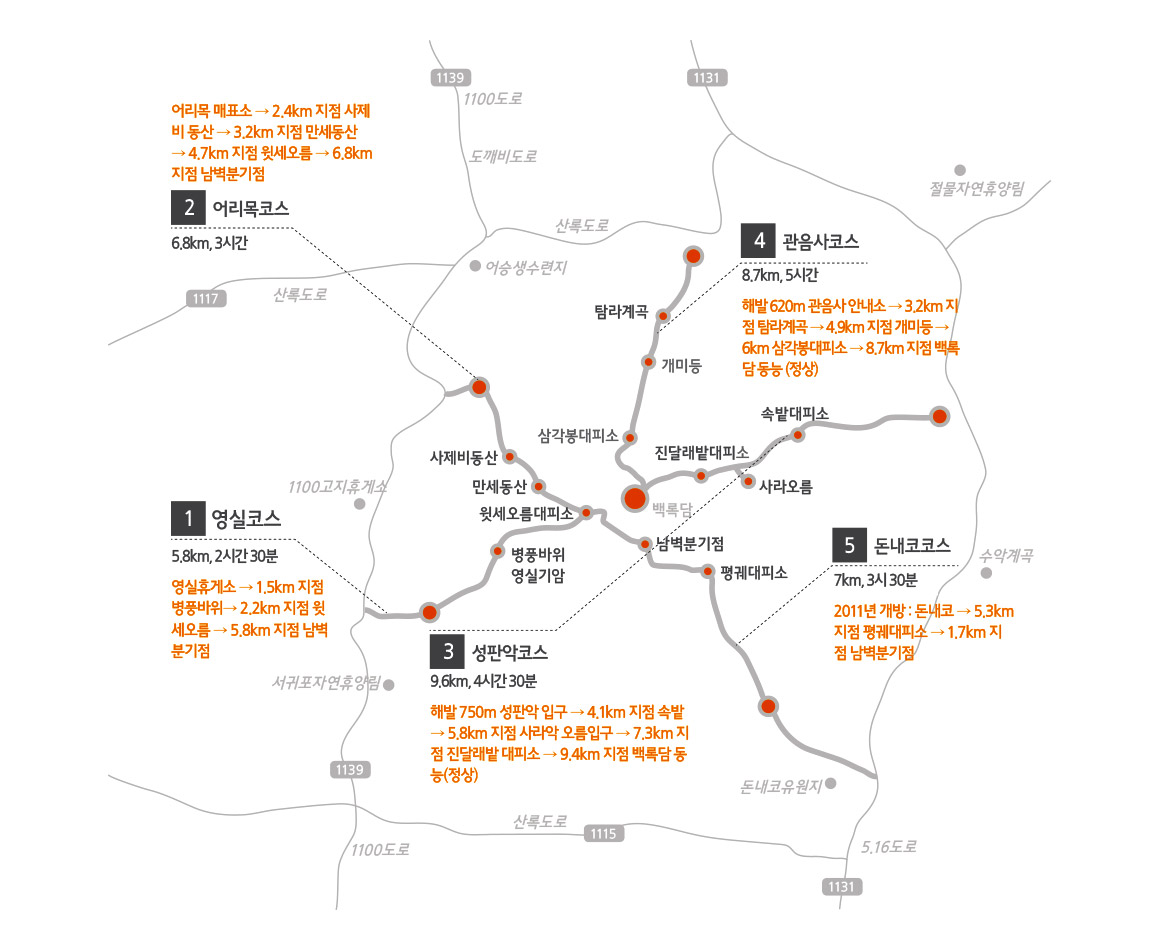 1139
1131
1100도로
어리목 매표소 → 2.4km 지점 사제
비 동산 → 3.2km 지점 만세동산
→ 4.7km 지점 윗세오름 → 6.8km
지점 남벽분기점
도깨비도로
절물자연휴양림
2 어리목코스
6.8km, 3시간
산록도로
4 관음사코스
8.7km, 5시간
어승생수련지
1117
산록도로
해발 620m 관음사 안내소 → 3.2km 지
점 탐라계곡 → 4.9km 지점 개미등 →
6km 삼각봉대피소 → 8.7km 지점 백록
담 동능 (정상)
탐라계곡
개미등
속밭대피소
삼각봉대피소
진달래밭대피소
사제비동산
만세동산
사라오름
1100고지휴게소
백록담
윗세오름대피소
1 영실코스
5.8km, 2시간 30분
영실휴게소 → 1.5km 지점
병풍바위→ 2.2km 지점 윗
세오름 → 5.8km 지점 남벽
분기점
병풍바위
영실기암
남벽분기점
평궤대피소
5 돈내코코스
7km, 3시 30분
2011년 개방 : 돈내코 → 5.3km
지점 평궤대피소 → 1.7km 지
점 남벽분기점
수악계곡
3 성판악코스
9.6km, 4시간 30분
해발 750m 성판악 입구 → 4.1km 지점 속밭
→ 5.8km 지점 사라악 오름입구 → 7.3km 지
점 진달래밭 대피소 → 9.4km 지점 백록담 동
능(정상)
서귀포자연휴양림
1139
돈내코유원지
산록도로
1115
1100도로
5.16도로
1131